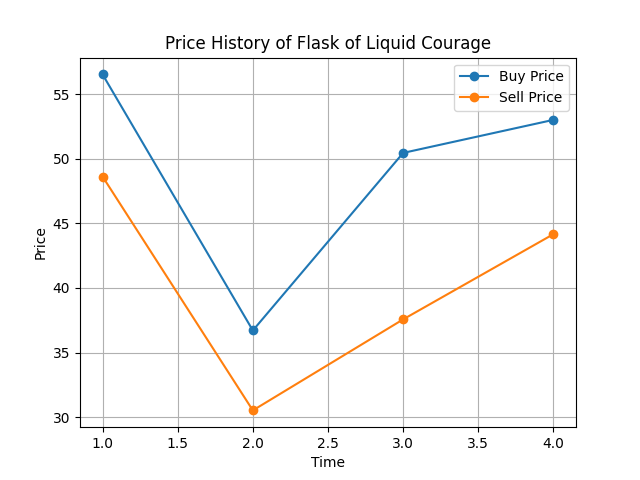 Price History of Flask of Liquid Courage
Buy Price
Sell Price
Price
55
50
45
40
35
30
1.0 1.5 2.0 2.5 3.0 3.5 4.0
Time